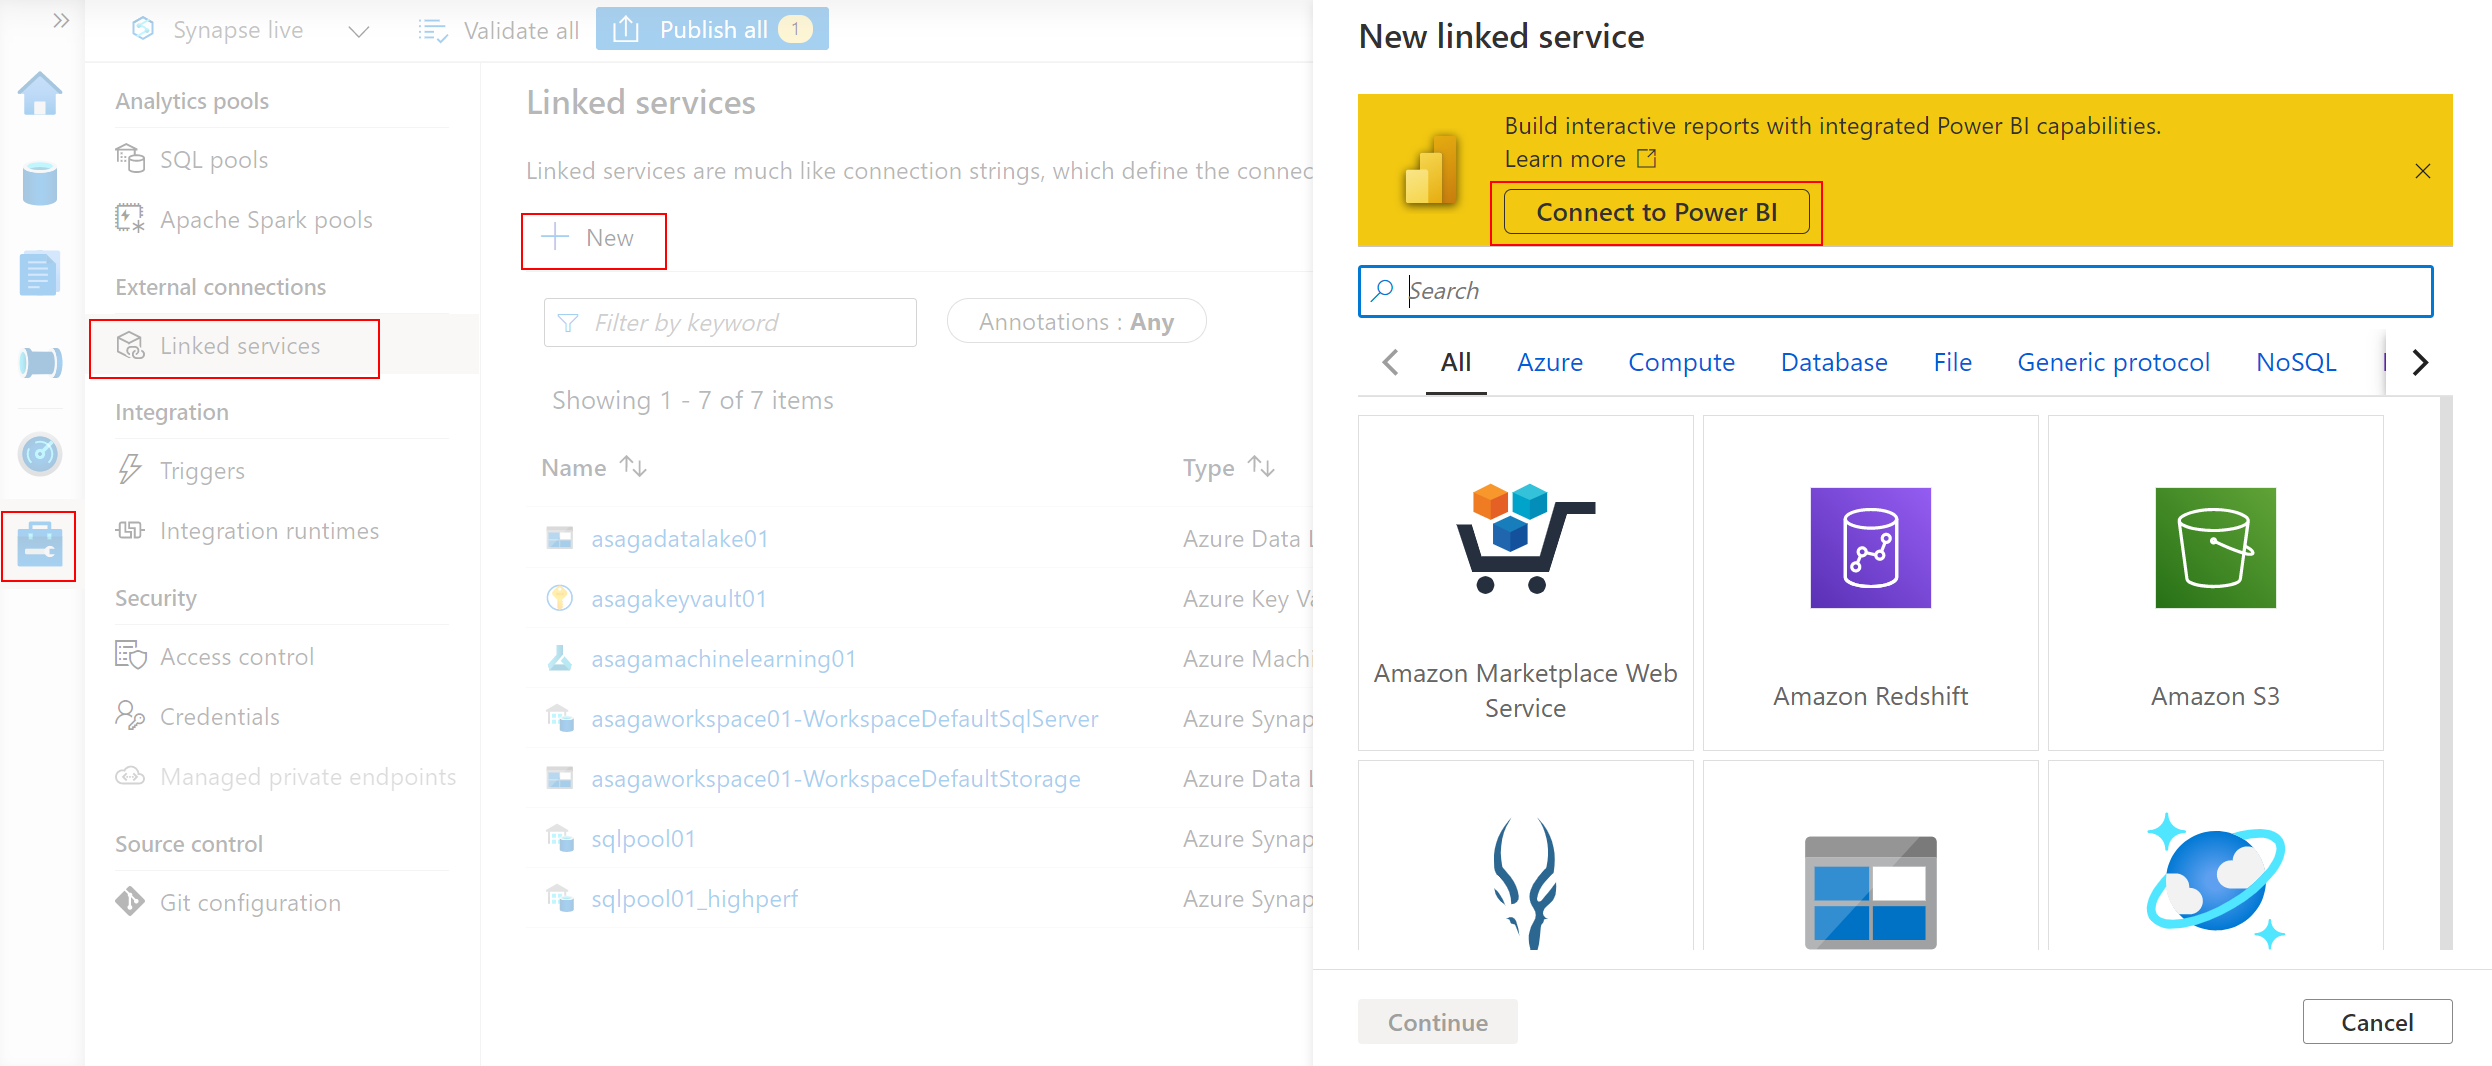 Synapse live
Validate all
Publish all 1
Analytics pools
SQL pools
Apache Spark pools
External connections
Linked services
Integration
Triggers
Integration runtimes
Security
Access control
Credentials
Managed private endpoints
Source control
Git configuration
Linked services
Linked services are much like connection strings, which define the connec
New
Filter by keyword
Annotations : Any
Showing 1 - 7 of 7 items
Name Type
asagadatalake01 Azure Data L
asagakeyvault01 Azure Key Va
asagamachinelearning01 Azure Machi
asagaworkspace01-WorkspaceDefaultSqlServer Azure Synap
asagaworkspace01-WorkspaceDefaultStorage Azure Data L
sqlpool01 Azure Synap
sqlpool01_highperf Azure Synap
New linked service
Build interactive reports with integrated Power BI capabilities.
Learn more
Connect to Power BI
Search
All Azure Compute Database File Generic protocol NoSQL
Amazon Marketplace Web
Service
Amazon Redshift
Amazon S3
Continue
Cancel